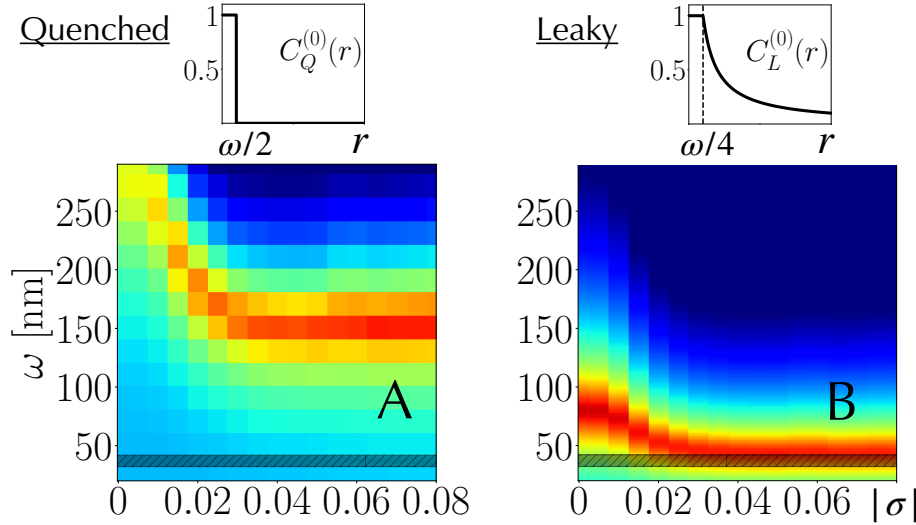 Quenched
1
0.5
C_Q^{(0)}(r)
ω/2
r
Leaky
1
0.5
C_L^{(0)}(r)
ω/4
r
ω [nm]
250
200
150
100
50
A
0 0.02 0.04 0.06 0.08
250
200
150
100
50
B
0 0.02 0.04 0.06 |σ|